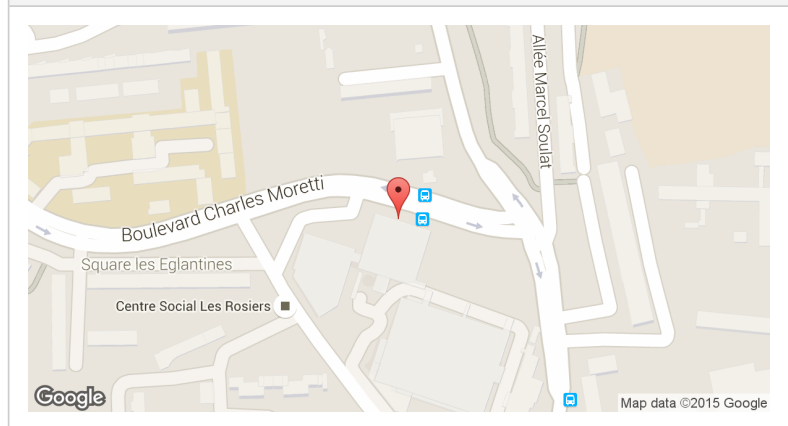 Allée Marcel Soulat
Boulevard Charles Moretti
Square les Eglantines
Centre Social Les Rosiers
Google
Map data ©2015 Google